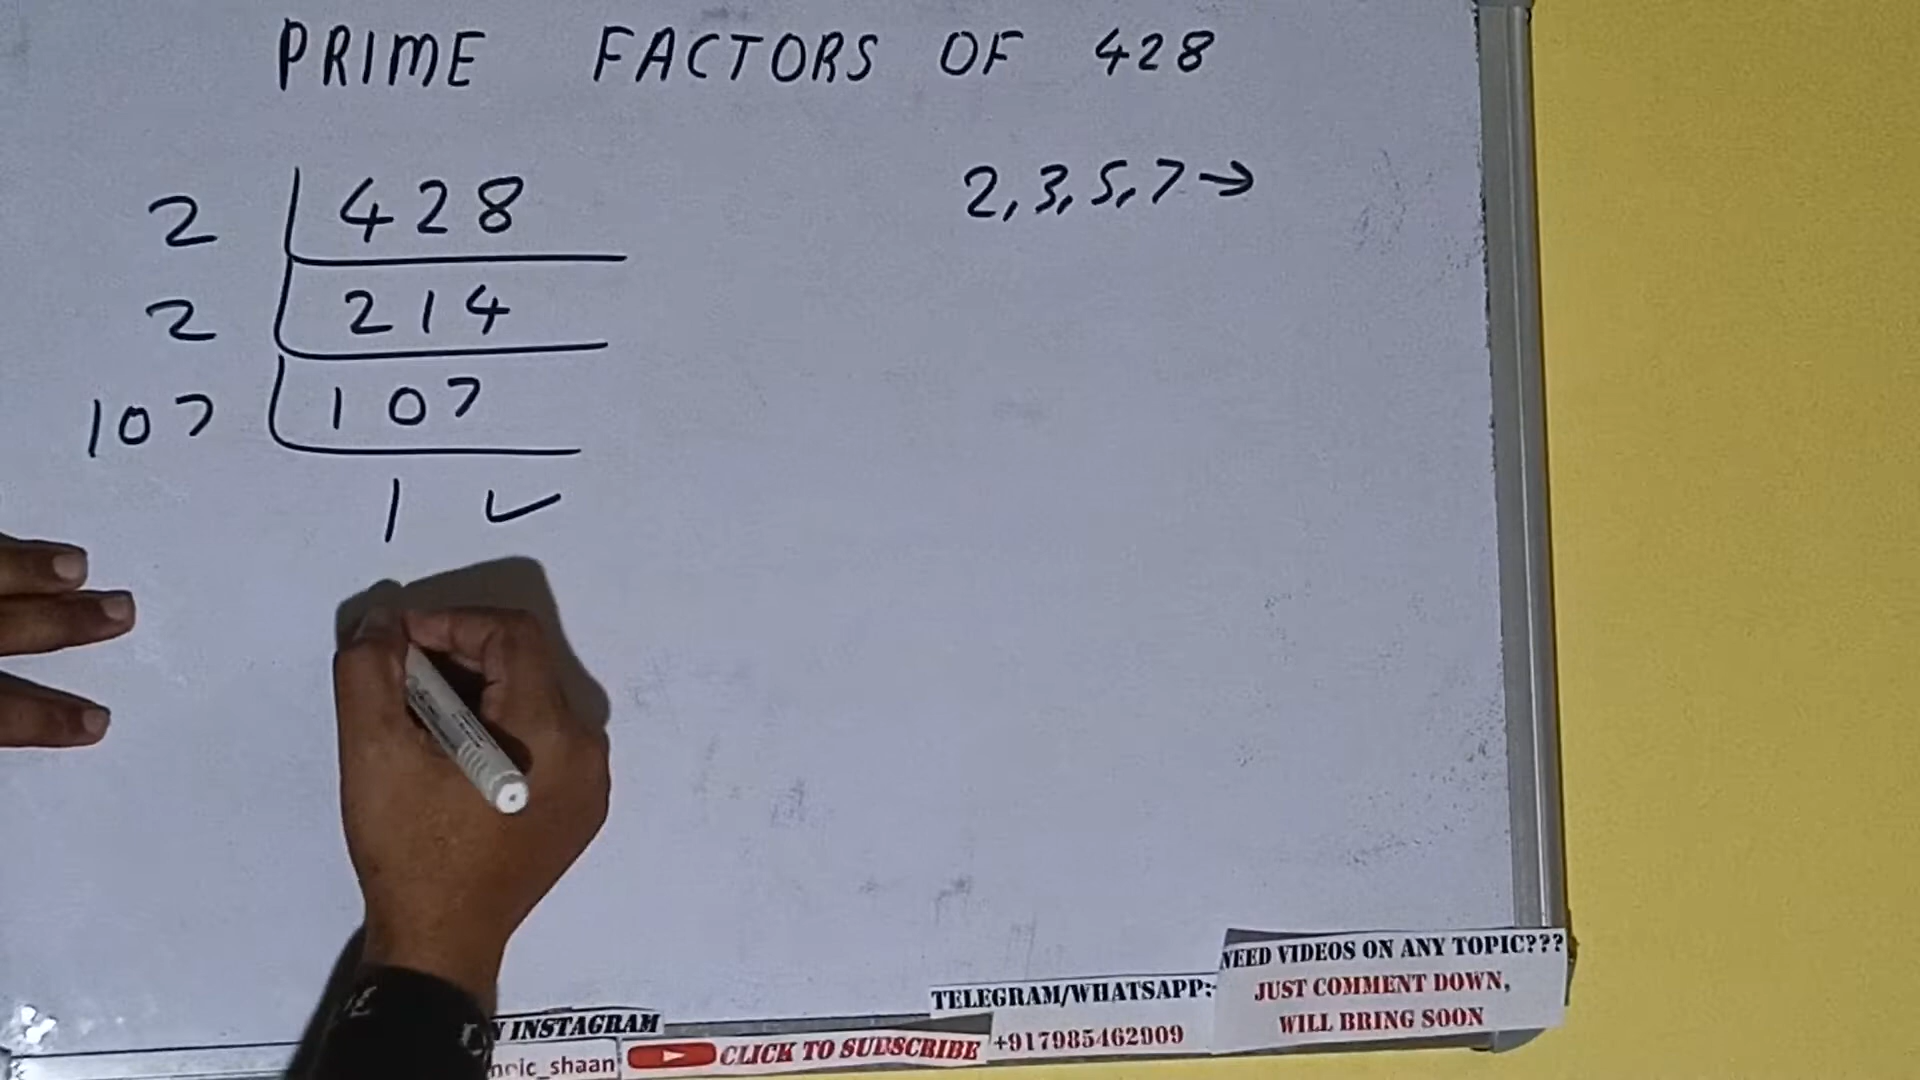 PRIME FACTORS OF 428
2, 3, 5, 7 →
2 | 428
2 | 214
107 | 107
1 ✓
NEED VIDEOS ON ANY TOPIC???
JUST COMMENT DOWN,
WILL BRING SOON
TELEGRAM/WHATSAPP:-
+917985462909
INSTAGRAM
CLICK TO SUBSCRIBE